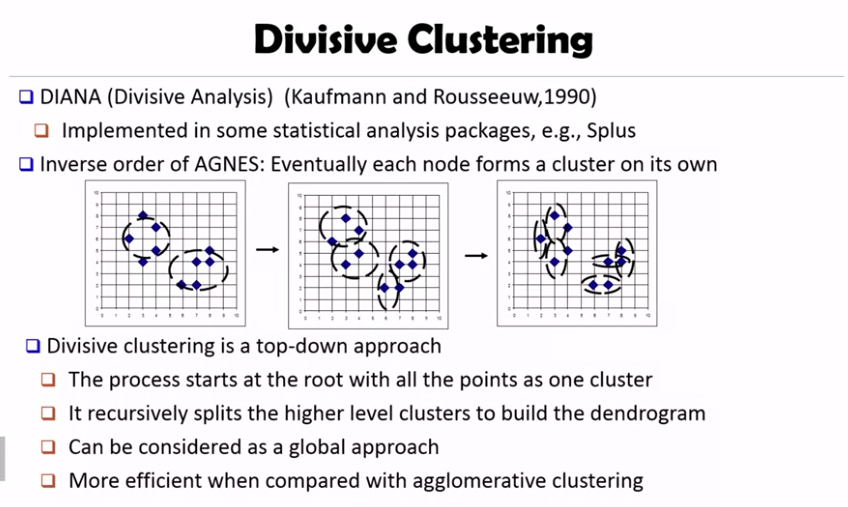 Divisive Clustering
DIANA (Divisive Analysis) (Kaufmann and Rousseeuw,1990)
Implemented in some statistical analysis packages, e.g., Splus
Inverse order of AGNES: Eventually each node forms a cluster on its own
Divisive clustering is a top-down approach
The process starts at the root with all the points as one cluster
It recursively splits the higher level clusters to build the dendrogram
Can be considered as a global approach
More efficient when compared with agglomerative clustering